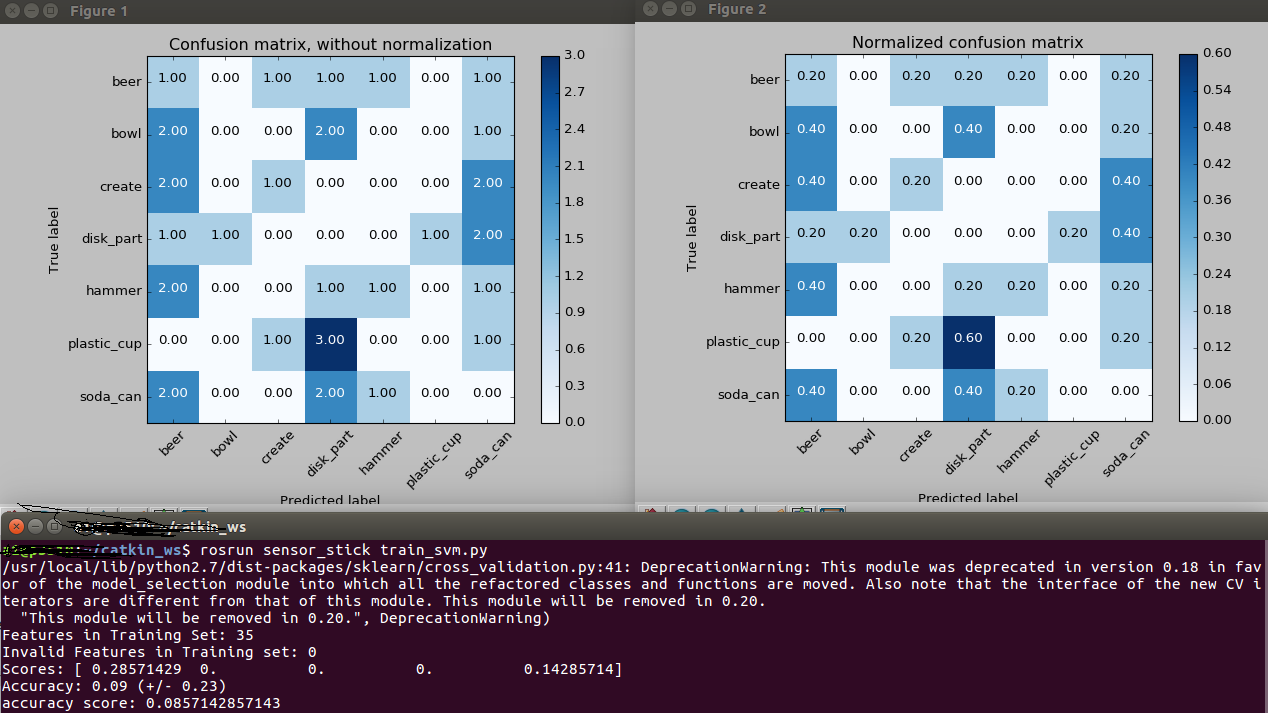 Figure 1
Confusion matrix, without normalization
beer 1.00 0.00 1.00 1.00 1.00 0.00 1.00
bowl 2.00 0.00 0.00 2.00 0.00 0.00 1.00
create 2.00 0.00 1.00 0.00 0.00 0.00 2.00
disk_part 1.00 1.00 0.00 0.00 0.00 1.00 2.00
hammer 2.00 0.00 0.00 1.00 1.00 0.00 1.00
plastic_cup 0.00 0.00 1.00 3.00 0.00 0.00 1.00
soda_can 2.00 0.00 0.00 2.00 1.00 0.00 0.00
True label
beer bowl create disk_part hammer plastic_cup soda_can
Predicted label
3.0
2.7
2.4
2.1
1.8
1.5
1.2
0.9
0.6
0.3
0.0
Figure 2
Normalized confusion matrix
beer 0.20 0.00 0.20 0.20 0.20 0.00 0.20
bowl 0.40 0.00 0.00 0.40 0.00 0.00 0.20
create 0.40 0.00 0.20 0.00 0.00 0.00 0.40
disk_part 0.20 0.20 0.00 0.00 0.00 0.20 0.40
hammer 0.40 0.00 0.00 0.20 0.20 0.00 0.20
plastic_cup 0.00 0.00 0.20 0.60 0.00 0.00 0.20
soda_can 0.40 0.00 0.00 0.40 0.20 0.00 0.00
True label
beer bowl create disk_part hammer plastic_cup soda_can
Predicted label
0.60
0.54
0.48
0.42
0.36
0.30
0.24
0.18
0.12
0.06
0.00
/catkin_ws
/catkin_ws$ rosrun sensor_stick train_svm.py
/usr/local/lib/python2.7/dist-packages/sklearn/cross_validation.py:41: DeprecationWarning: This module was deprecated in version 0.18 in fav
or of the model_selection module into which all the refactored classes and functions are moved. Also note that the interface of the new CV i
terators are different from that of this module. This module will be removed in 0.20.
"This module will be removed in 0.20.", DeprecationWarning)
Features in Training Set: 35
Invalid Features in Training set: 0
Scores: [ 0.28571429 0. 0. 0. 0.14285714]
Accuracy: 0.09 (+/- 0.23)
accuracy score: 0.0857142857143